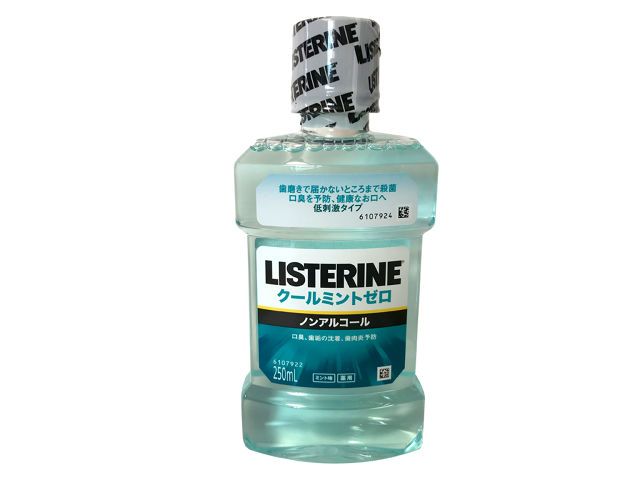 LISTERINE
LISTERINE
LISTERINE
歯磨きで届かないところまで殺菌
口臭を予防、健康なお口へ
低刺激タイプ
6107924
LISTERINE®
クールミントゼロ
ノンアルコール
口臭、歯垢の沈着、歯肉炎予防
6107922
250mL
ミント味
薬用